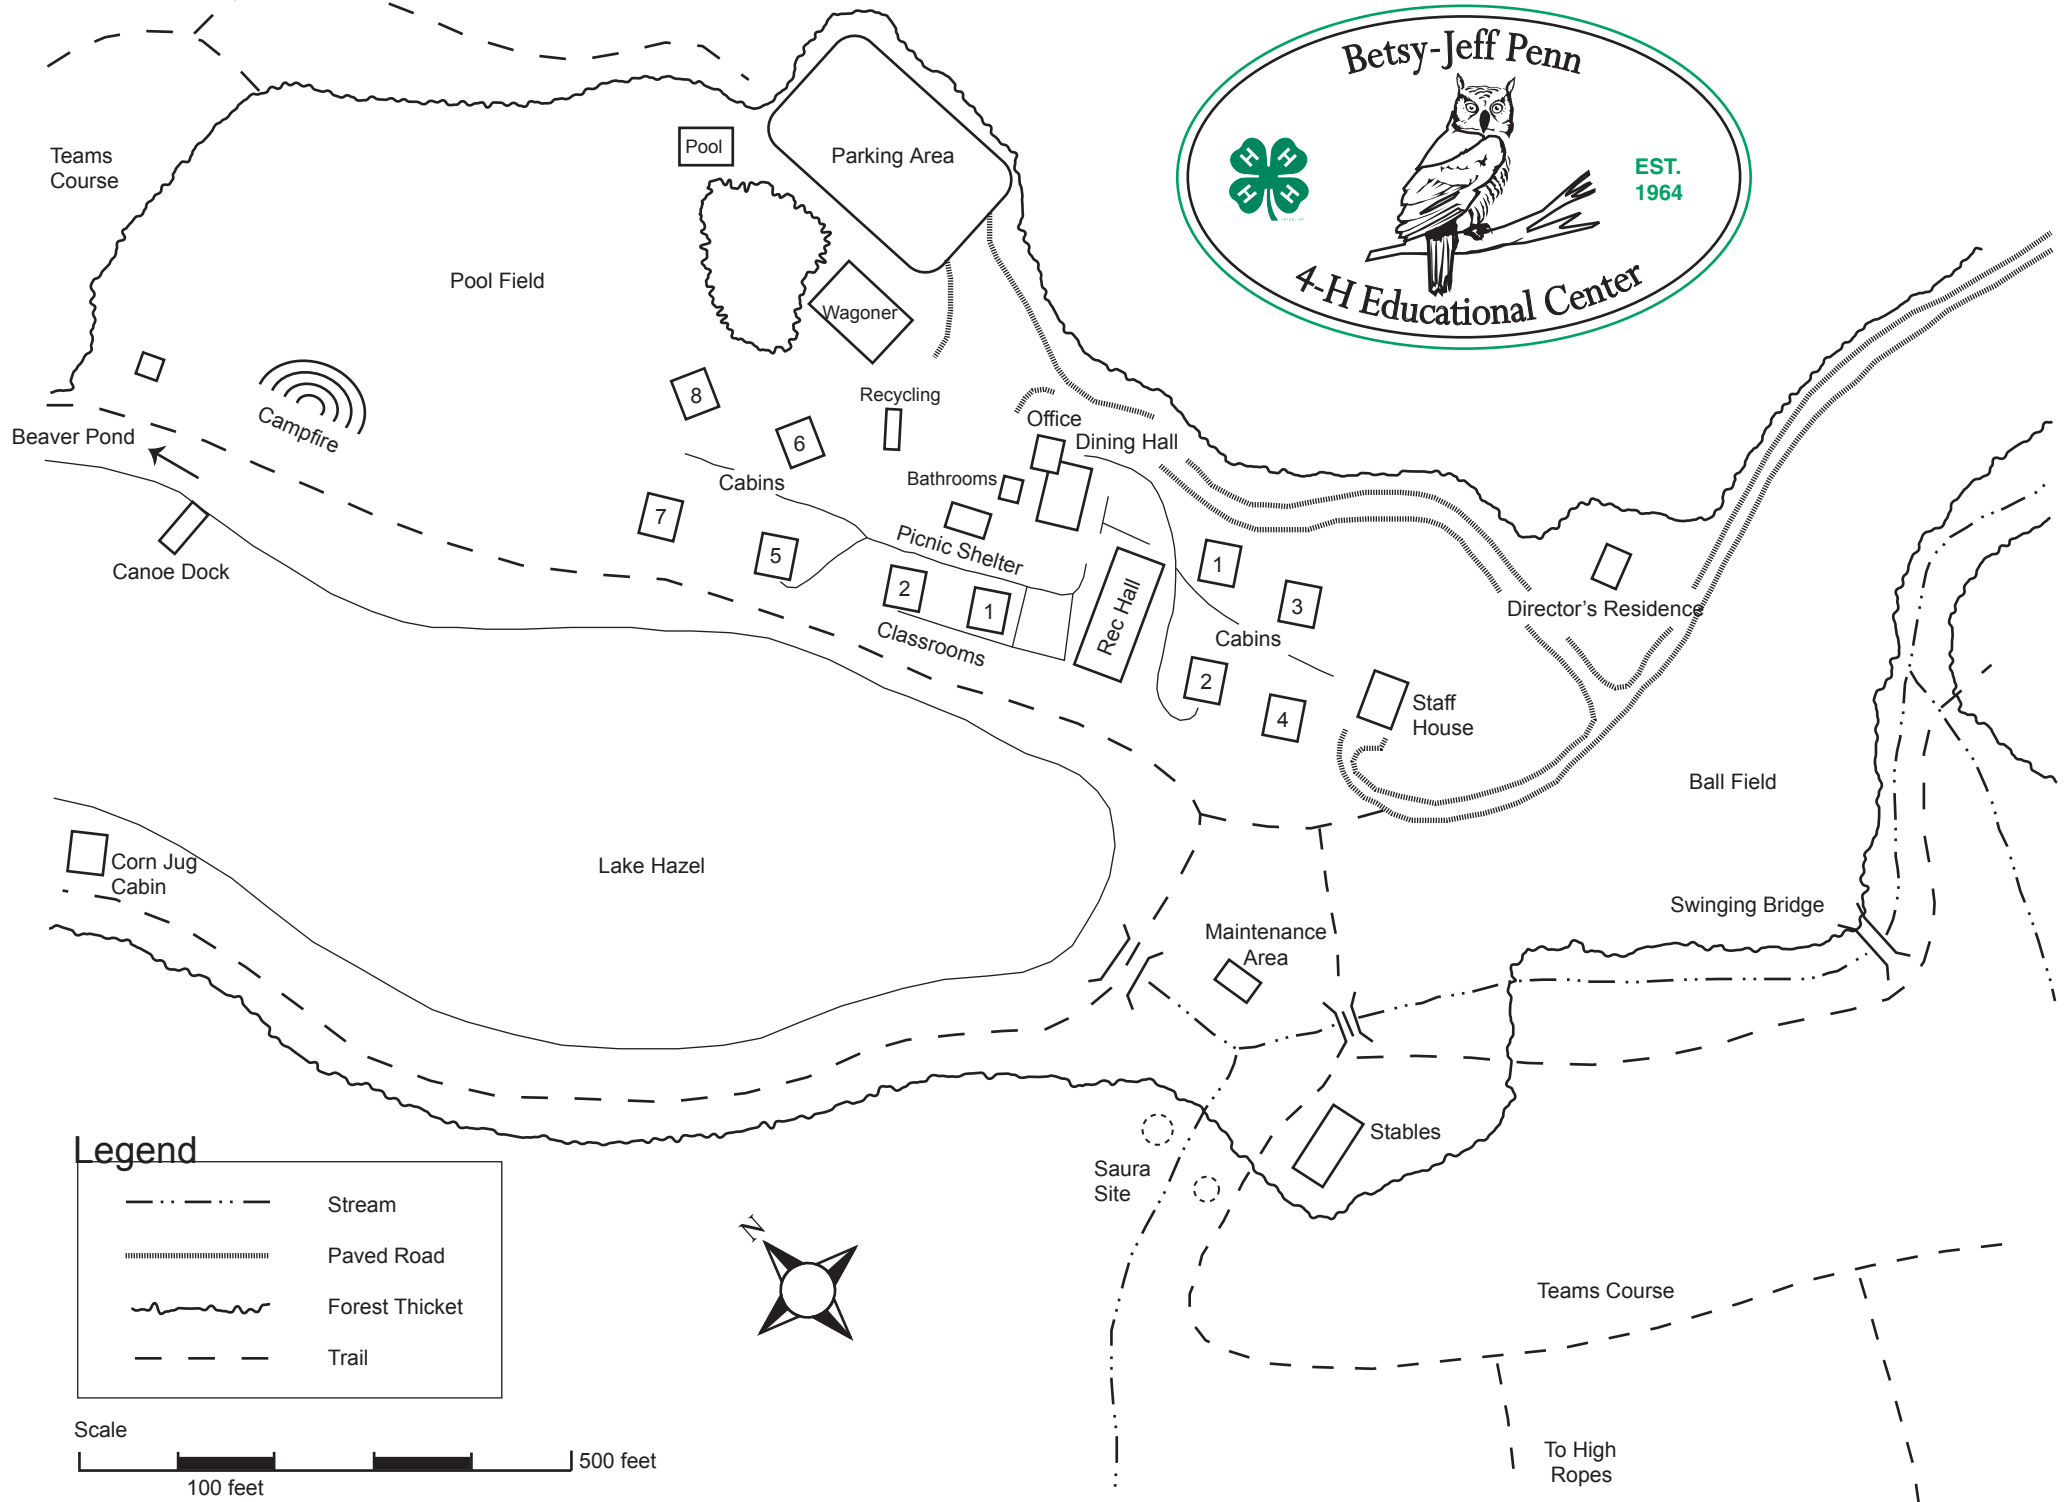 Betsy-Jeff Penn
EST.
1964
H H
H H
4-H Educational Center
Teams
Course
Pool
Parking Area
Pool Field
Wagoner
Campfire
Beaver Pond
Canoe Dock
8
6
7
5
Cabins
Recycling
Office
Dining Hall
Bathrooms
Picnic Shelter
2
1
Classrooms
Rec Hall
1
3
Cabins
2
4
Staff
House
Director's Residence
Ball Field
Swinging Bridge
Corn Jug
Cabin
Lake Hazel
Maintenance
Area
Stables
Saura
Site
Teams Course
To High
Ropes
Legend
Stream
Paved Road
Forest Thicket
Trail
N
Scale
500 feet
100 feet